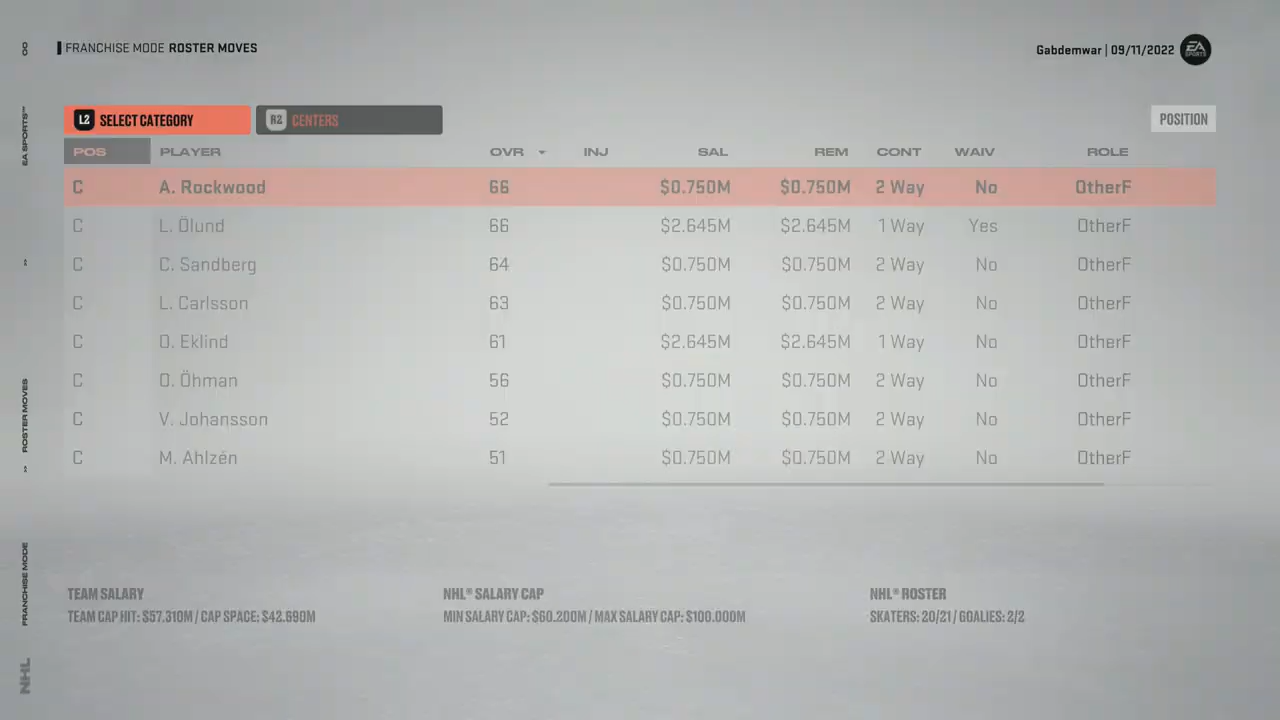 FRANCHISE MODE ROSTER MOVES
Gabdemwar | 09/11/2022
EA SPORTS
L2 SELECT CATEGORY R2 CENTERS POSITION
POS PLAYER OVR INJ SAL REM CONT WAIV ROLE
C A. Rockwood 66 $0.750M $0.750M 2 Way No OtherF
C L. Ölund 66 $2.645M $2.645M 1 Way Yes OtherF
C C. Sandberg 64 $0.750M $0.750M 2 Way No OtherF
C L. Carlsson 63 $0.750M $0.750M 2 Way No OtherF
C D. Eklind 61 $2.645M $2.645M 1 Way No OtherF
C O. Öhman 56 $0.750M $0.750M 2 Way No OtherF
C V. Johansson 52 $0.750M $0.750M 2 Way No OtherF
C M. Ahlzén 51 $0.750M $0.750M 2 Way No OtherF
TEAM SALARY
TEAM CAP HIT: $57.310M / CAP SPACE: $42.690M
NHL® SALARY CAP
MIN SALARY CAP: $60.200M / MAX SALARY CAP: $100.000M
NHL® ROSTER
SKATERS: 20/21 / GOALIES: 2/2
NHL FRANCHISE MODE » ROSTER MOVES » EA SPORTS™